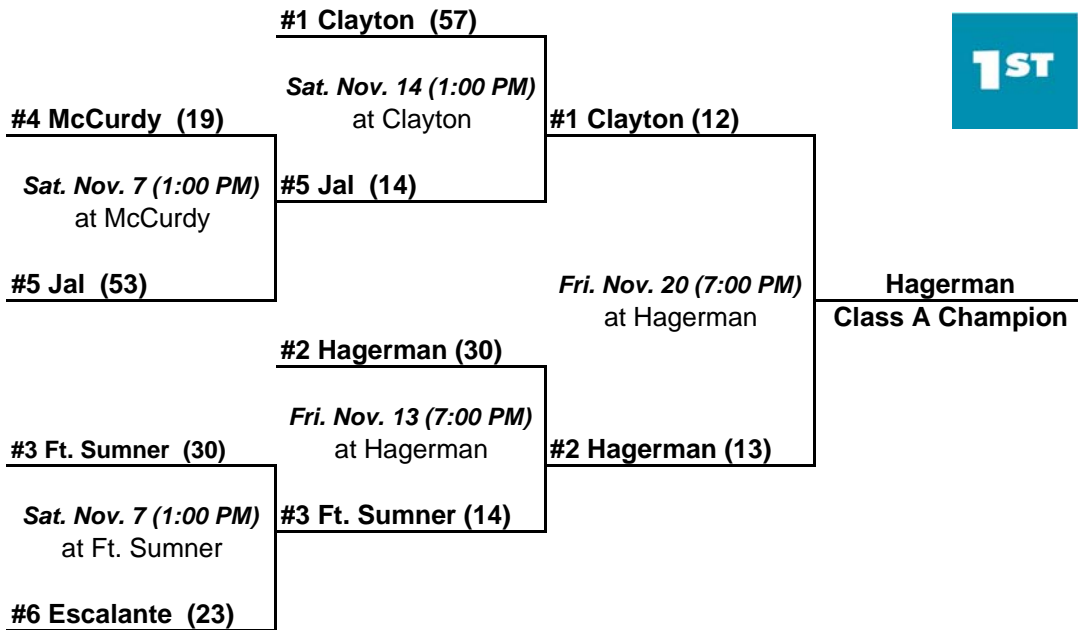 #1 Clayton (57)
1ST
Sat. Nov. 14 (1:00 PM)
#4 McCurdy (19)
at Clayton
#1 Clayton (12)
Sat. Nov. 7 (1:00 PM)
#5 Jal (14)
at McCurdy
#5 Jal (53)
Fri. Nov. 20 (7:00 PM)
Hagerman
at Hagerman
Class A Champion
#2 Hagerman (30)
Fri. Nov. 13 (7:00 PM)
#3 Ft. Sumner (30)
at Hagerman
#2 Hagerman (13)
Sat. Nov. 7 (1:00 PM)
#3 Ft. Sumner (14)
at Ft. Sumner
#6 Escalante (23)